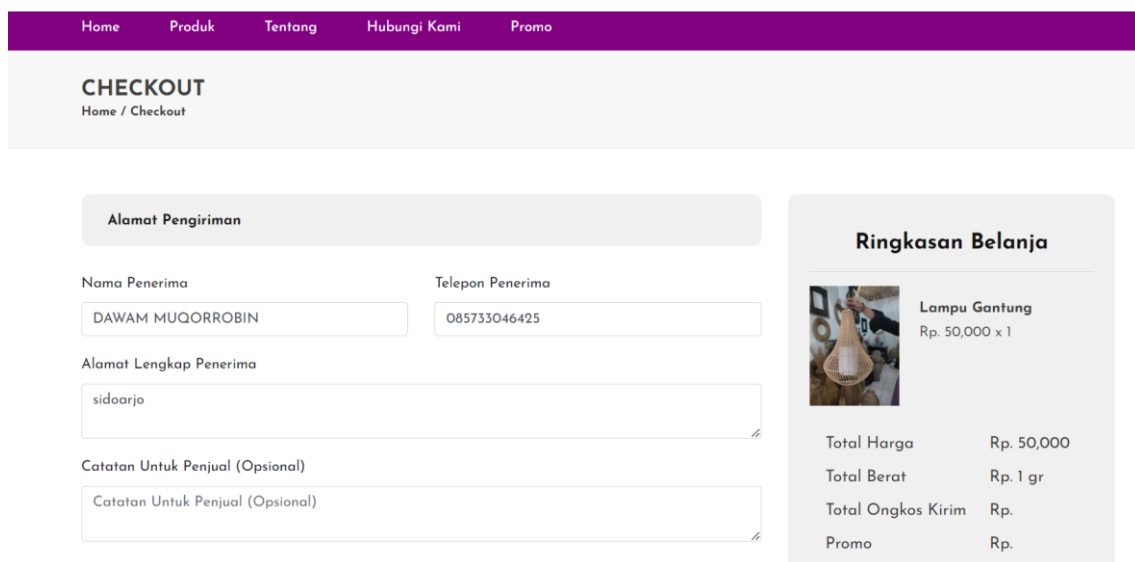 Home Produk Tentang Hubungi Kami Promo
CHECKOUT
Home / Checkout
Alamat Pengiriman
Nama Penerima Telepon Penerima
DAWAM MUQORROBIN 085733046425
Alamat Lengkap Penerima
sidoarjo
Catatan Untuk Penjual (Opsional)
Catatan Untuk Penjual (Opsional)
Ringkasan Belanja
Lampu Gantung
Rp. 50,000 x 1
Total Harga Rp. 50,000
Total Berat Rp. 1 gr
Total Ongkos Kirim Rp.
Promo Rp.